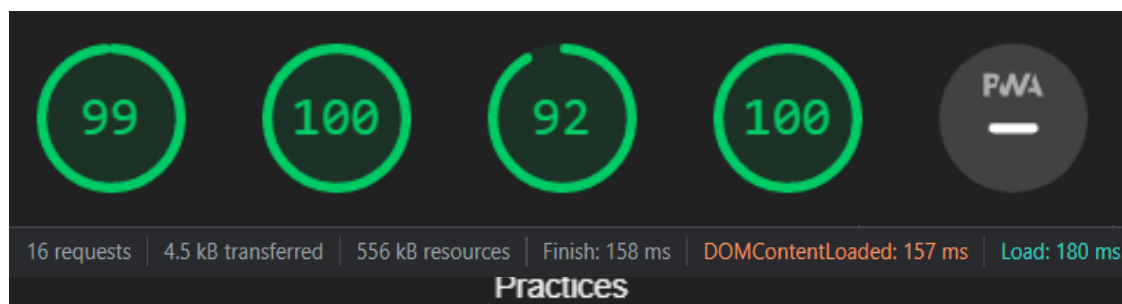 99 100 92 100 PWA
16 requests 4.5 kB transferred 556 kB resources Finish: 158 ms DOMContentLoaded: 157 ms Load: 180 ms
Practices